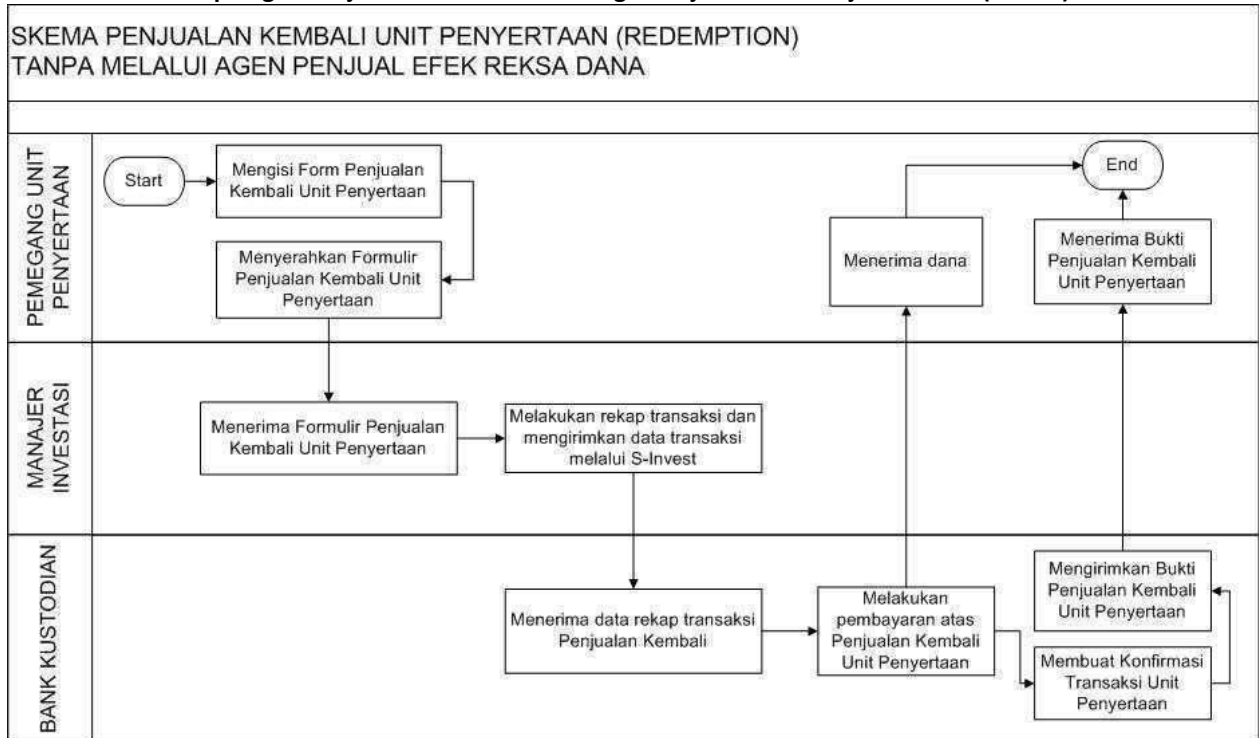 SKEMA PENJUALAN KEMBALI UNIT PENYERTAAN (REDEMPTION)
TANPA MELALUI AGEN PENJUAL EFEK REKSA DANA
PEMEGANG UNIT
PENYERTAAN
Start
Mengisi Form Penjualan
Kembali Unit Penyertaan
Menyerahkan Formulir
Penjualan Kembali Unit
Penyertaan
Menerima dana
End
Menerima Bukti
Penjualan Kembali
Unit Penyertaan
MANAJER
INVESTASI
Menerima Formulir Penjualan
Kembali Unit Penyertaan
Melakukan rekap transaksi dan
mengirimkan data transaksi
melalui S-Invest
BANK KUSTODIAN
Menerima data rekap transaksi
Penjualan Kembali
Melakukan
pembayaran atas
Penjualan Kembali
Unit Penyertaan
Mengirimkan Bukti
Penjualan Kembali
Unit Penyertaan
Membuat Konfirmasi
Transaksi Unit
Penyertaan